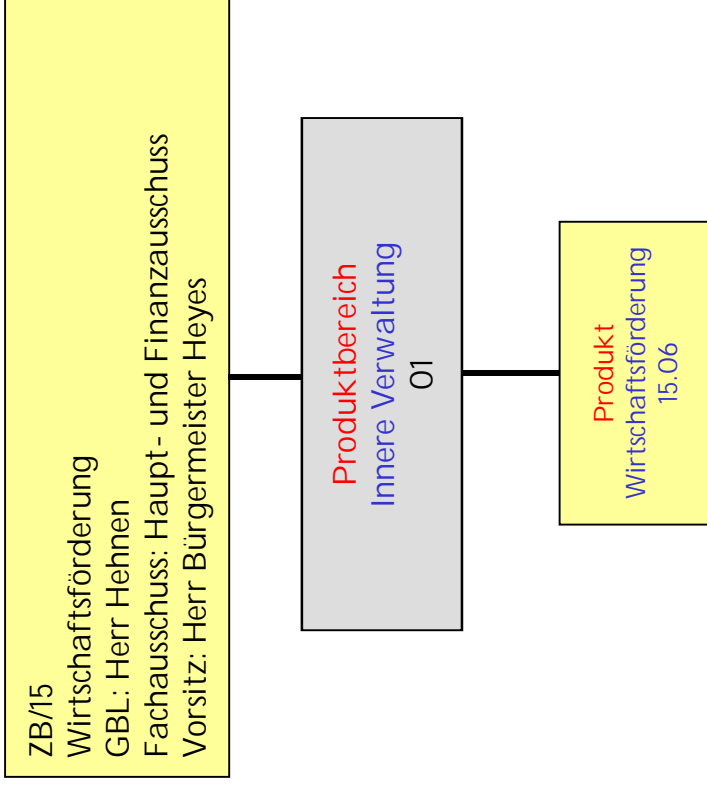 ZB/15
Wirtschaftsförderung
GBL: Herr Hehnen
Fachausschuss: Haupt- und Finanzausschuss
Vorsitz: Herr Bürgermeister Heyes
Produktbereich
Innere Verwaltung
01
Produkt
Wirtschaftsförderung
15.06